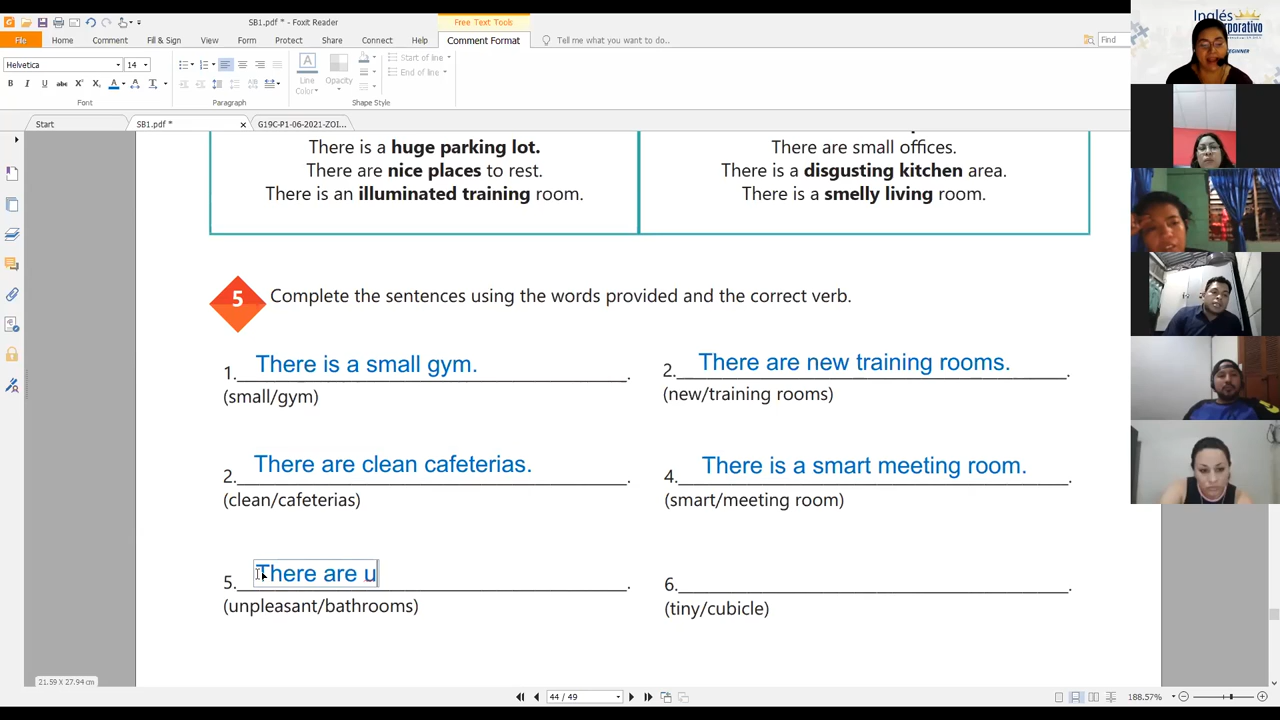 SB1.pdf * - Foxit Reader
Free Text Tools
File
Home
Comment
Fill & Sign
View
Form
Protect
Share
Connect
Help
Comment Format
Tell me what you want to do..
Find
Helvetica
14
Line Color
Opacity
Start of line
End of line
Font
Paragraph
Shape Style
Start
SB1.pdf *
G19C-P1-06-2021-ZOI...
There is a huge parking lot.
There are nice places to rest.
There is an illuminated training room.
There are small offices.
There is a disgusting kitchen area.
There is a smelly living room.
5
Complete the sentences using the words provided and the correct verb.
1. There is a small gym. .
(small/gym)
2. There are new training rooms. .
(new/training rooms)
2. There are clean cafeterias. .
(clean/cafeterias)
4. There is a smart meeting room. .
(smart/meeting room)
5. There are u .
(unpleasant/bathrooms)
6. .
(tiny/cubicle)
21.59 X 27.94 cm
44 / 49
188.57%
Inglés